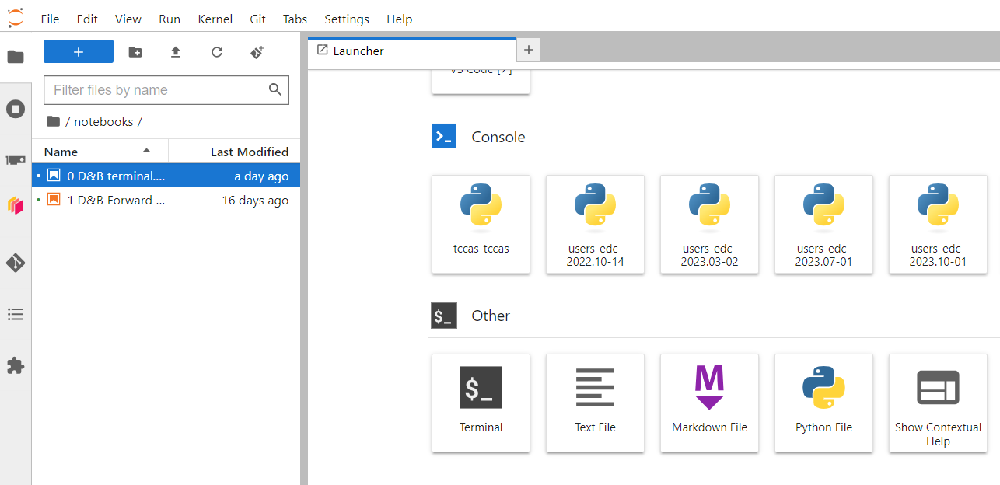 File Edit View Run Kernel Git Tabs Settings Help
Filter files by name
/ notebooks /
Name Last Modified
0 D&B terminal.... a day ago
1 D&B Forward ... 16 days ago
Launcher
VS Code [↗]
Console
tccas-tccas
users-edc-
2022.10-14
users-edc-
2023.03-02
users-edc-
2023.07-01
users-edc-
2023.10-01
$_ Other
$_
Terminal
Text File
M
Markdown File
Python File
Show Contextual
Help